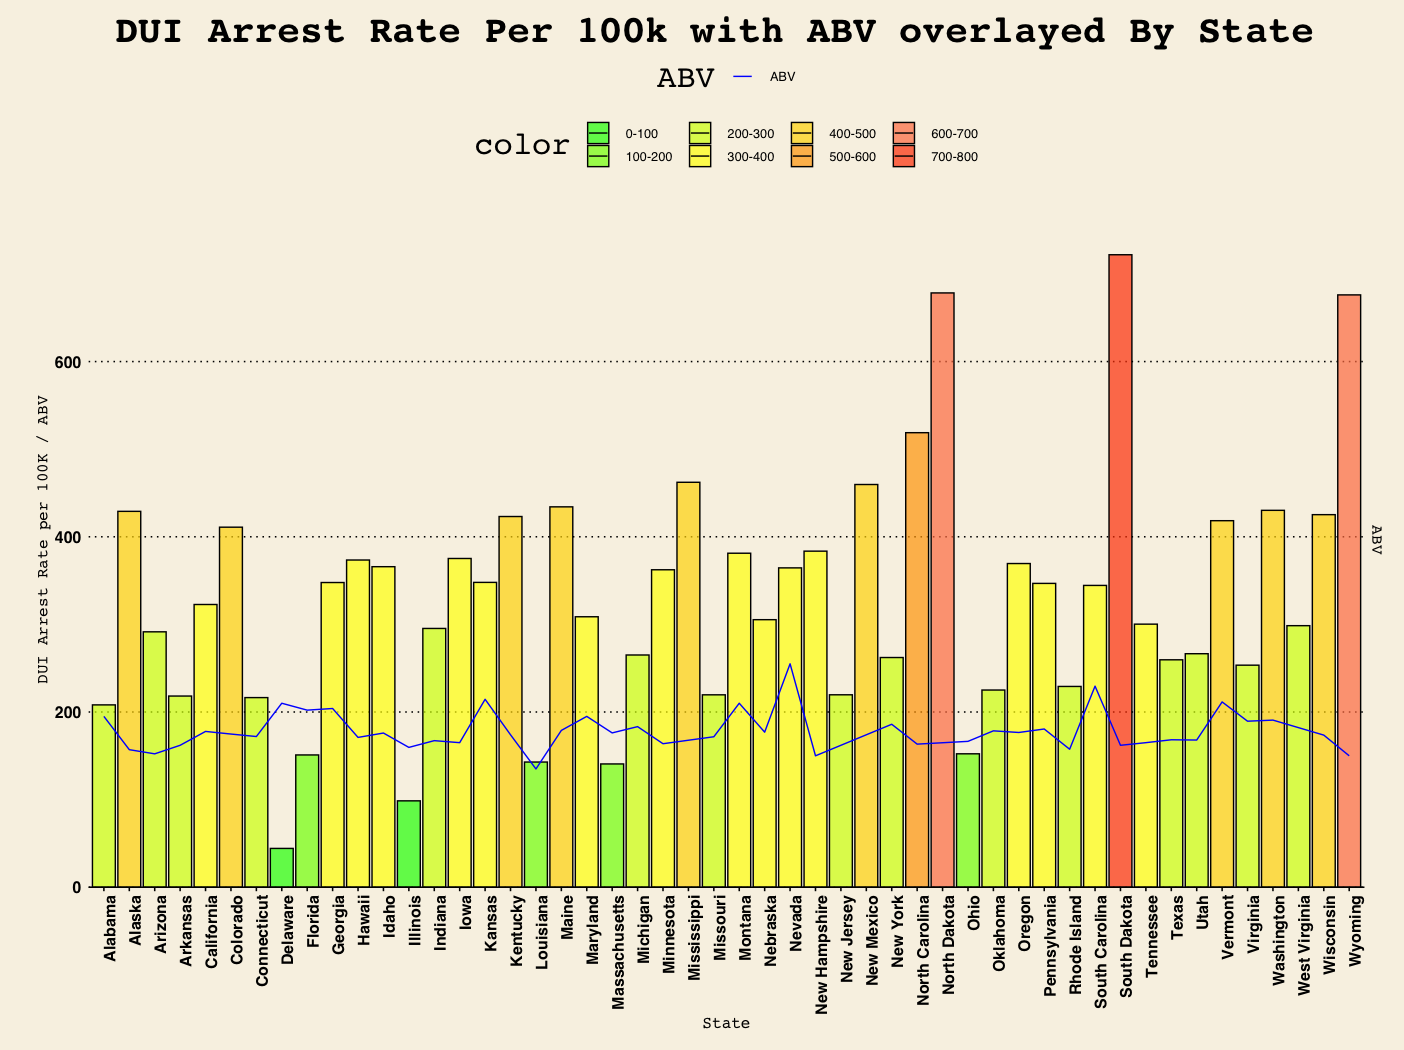 DUI Arrest Rate Per 100k with ABV overlayed By State
ABV
ABV
color
0-100
200-300
400-500
600-700
100-200
300-400
500-600
700-800
DUI Arrest Rate per 100K / ABV
600
400
200
0
ABV
Alabama
Alaska
Arizona
Arkansas
California
Colorado
Connecticut
Delaware
Florida
Georgia
Hawaii
Idaho
Illinois
Indiana
Iowa
Kansas
Kentucky
Louisiana
Maine
Maryland
Massachusetts
Michigan
Minnesota
Mississippi
Missouri
Montana
Nebraska
Nevada
New Hampshire
New Jersey
New Mexico
New York
North Carolina
North Dakota
Ohio
Oklahoma
Oregon
Pennsylvania
Rhode Island
South Carolina
South Dakota
Tennessee
Texas
Utah
Vermont
Virginia
Washington
West Virginia
Wisconsin
Wyoming
State